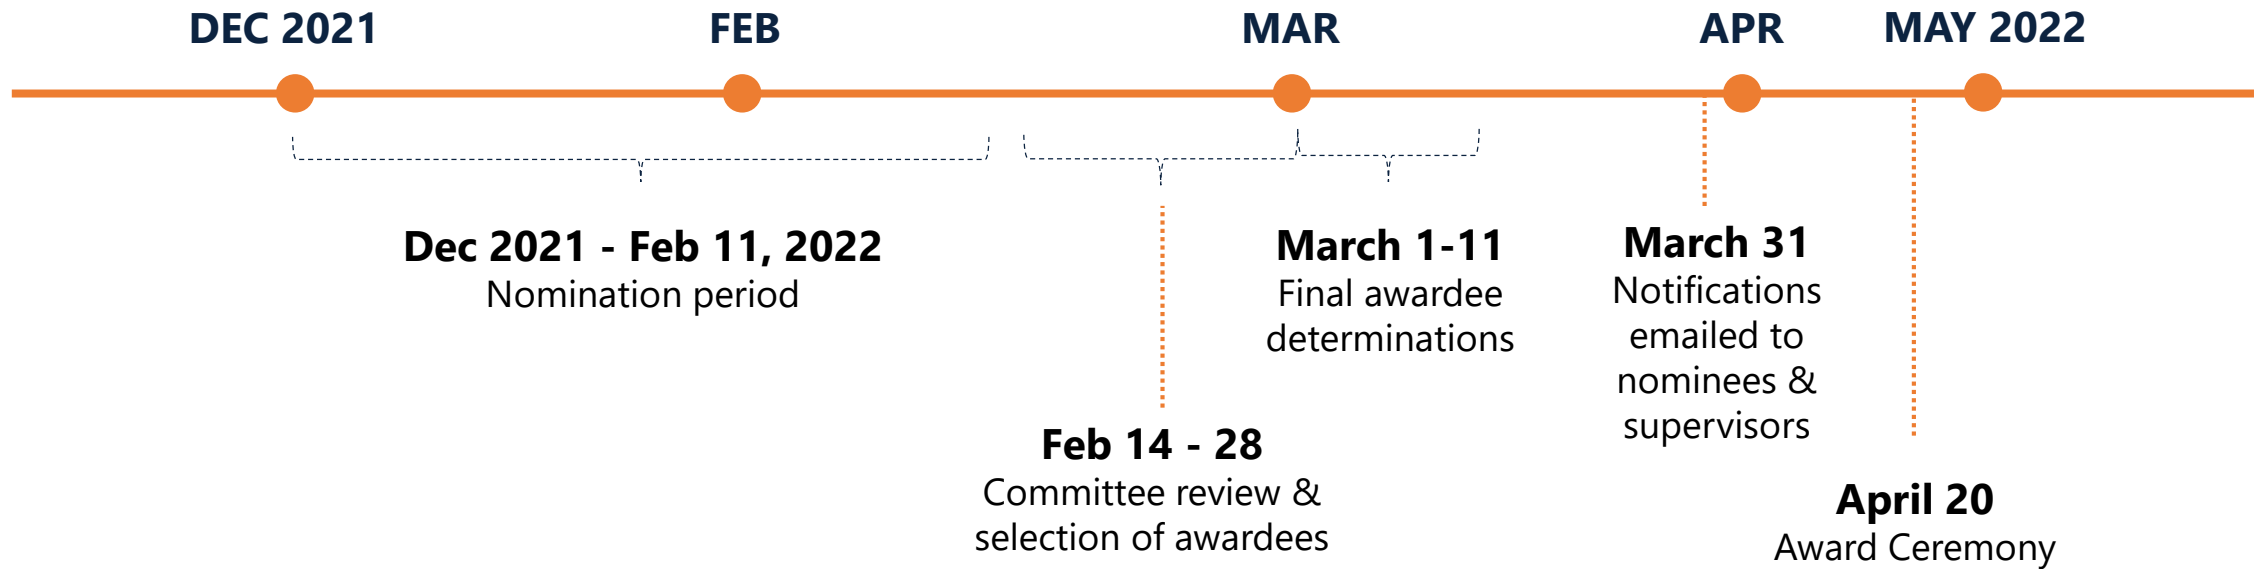 DEC 2021
FEB
MAR
APR
MAY 2022
Dec 2021 - Feb 11, 2022
Nomination period
Feb 14 - 28
Committee review &
selection of awardees
March 1-11
Final awardee
determinations
March 31
Notifications
emailed to
nominees &
supervisors
April 20
Award Ceremony